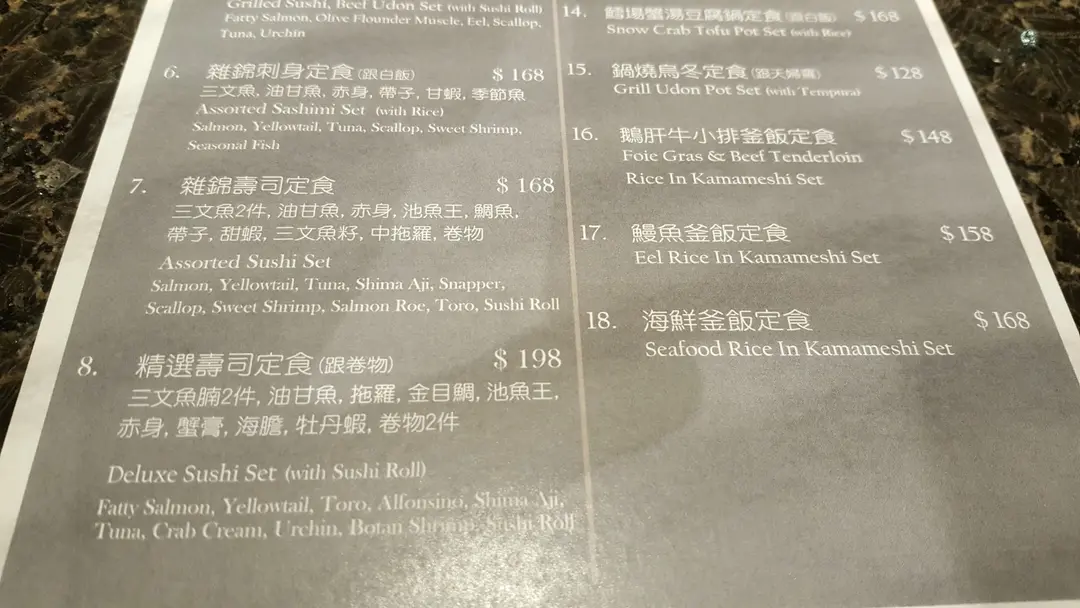 Grilled Sushi, Beef Udon Set (with Sushi Roll)
Fatty Salmon, Olive Flounder Muscle, Eel, Scallop,
Tuna, Urchin
6. 雜錦刺身定食(跟白飯) $ 168
三文魚, 油甘魚, 赤身, 帶子, 甘蝦, 季節魚
Assorted Sashimi Set (with Rice)
Salmon, Yellowtail, Tuna, Scallop, Sweet Shrimp,
Seasonal Fish
7. 雜錦壽司定食 $ 168
三文魚2件, 油甘魚, 赤身, 池魚王, 鯛魚,
帶子, 甜蝦, 三文魚籽, 中拖羅, 卷物
Assorted Sushi Set
Salmon, Yellowtail, Tuna, Shima Aji, Snapper,
Scallop, Sweet Shrimp, Salmon Roe, Toro, Sushi Roll
8. 精選壽司定食(跟卷物) $ 198
三文魚腩2件, 油甘魚, 拖羅, 金目鯛, 池魚王,
赤身, 蟹膏, 海膽, 牡丹蝦, 卷物2件
Deluxe Sushi Set (with Sushi Roll)
Fatty Salmon, Yellowtail, Toro, Alfonsino, Shima Aji,
Tuna, Crab Cream, Urchin, Botan Shrimp, Sushi Roll
14. 鱈場蟹湯豆腐鍋定食 $ 168
Snow Crab Tofu Pot Set (with Rice)
15. 鍋燒烏冬定食(跟天婦羅) $ 128
Grill Udon Pot Set (with Tempura)
16. 鵝肝牛小排釜飯定食 $ 148
Foie Gras & Beef Tenderloin
Rice In Kamameshi Set
17. 鰻魚釜飯定食 $ 158
Eel Rice In Kamameshi Set
18. 海鮮釜飯定食 $ 168
Seafood Rice In Kamameshi Set